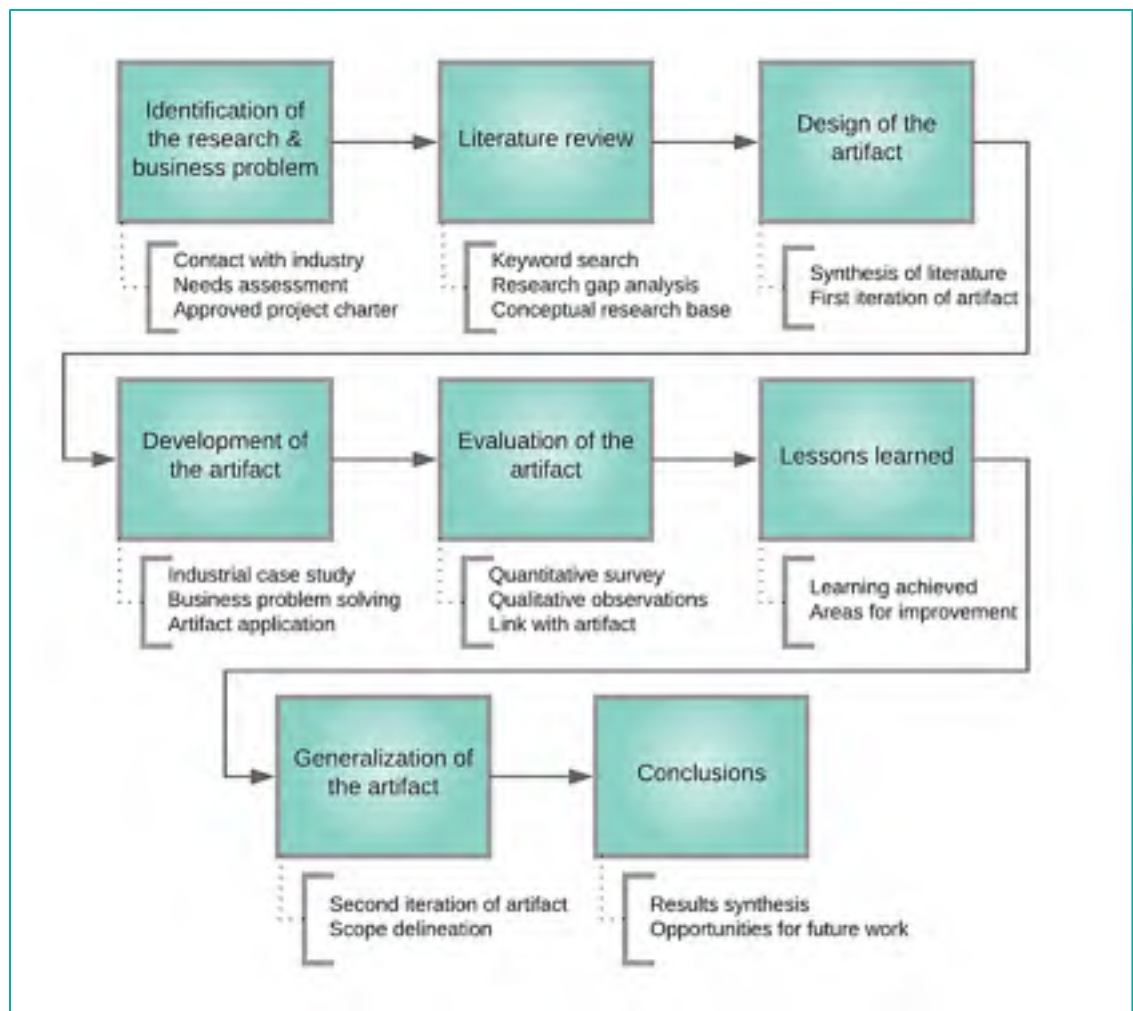 Identification of
the research &
business problem
Contact with industry
Needs assessment
Approved project charter
Literature review
Keyword search
Research gap analysis
Conceptual research base
Design of the
artifact
Synthesis of literature
First iteration of artifact
Development of
the artifact
Industrial case study
Business problem solving
Artifact application
Evaluation of the
artifact
Quantitative survey
Qualitative observations
Link with artifact
Lessons learned
Learning achieved
Areas for improvement
Generalization of
the artifact
Second iteration of artifact
Scope delineation
Conclusions
Results synthesis
Opportunities for future work